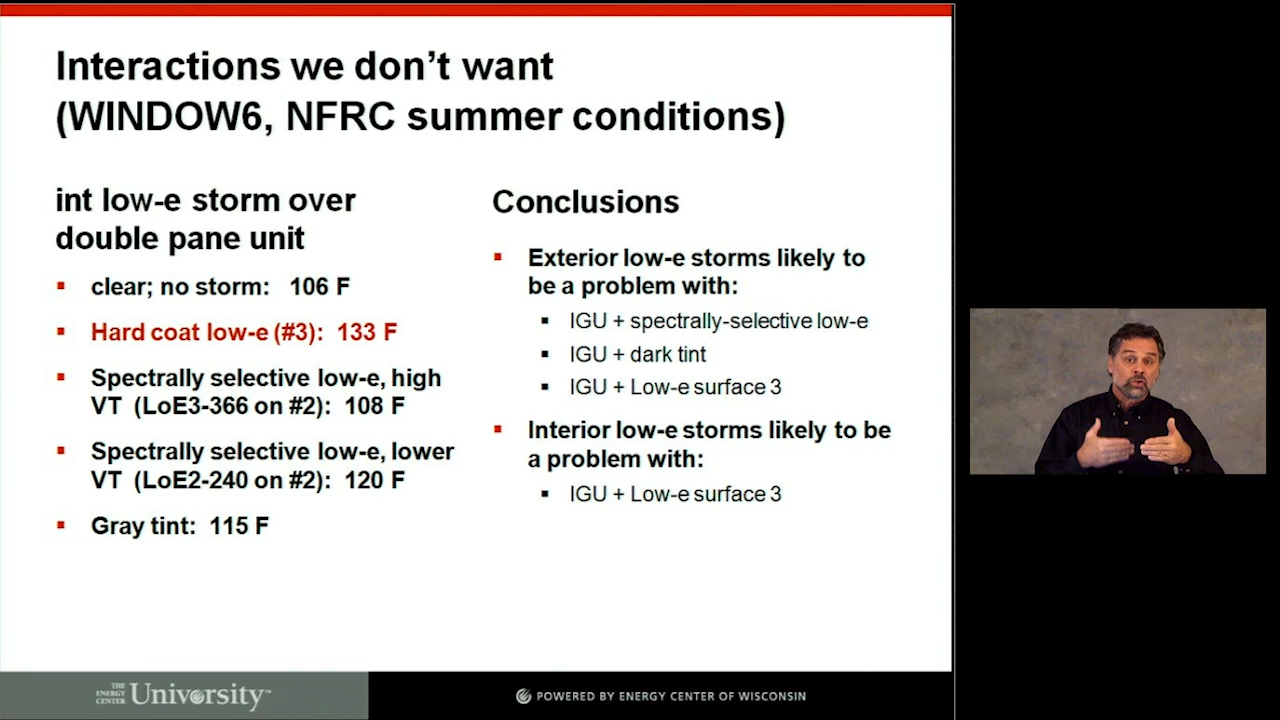 Interactions we don't want
(WINDOW6, NFRC summer conditions)
int low-e storm over
double pane unit
clear; no storm: 106 F
Hard coat low-e (#3): 133 F
Spectrally selective low-e, high
VT (LoE3-366 on #2): 108 F
Spectrally selective low-e, lower
VT (LoE2-240 on #2): 120 F
Gray tint: 115 F
Conclusions
Exterior low-e storms likely to
be a problem with:
IGU + spectrally-selective low-e
IGU + dark tint
IGU + Low-e surface 3
Interior low-e storms likely to be
a problem with:
IGU + Low-e surface 3
THE
ENERGY
CENTER
University™
POWERED BY ENERGY CENTER OF WISCONSIN